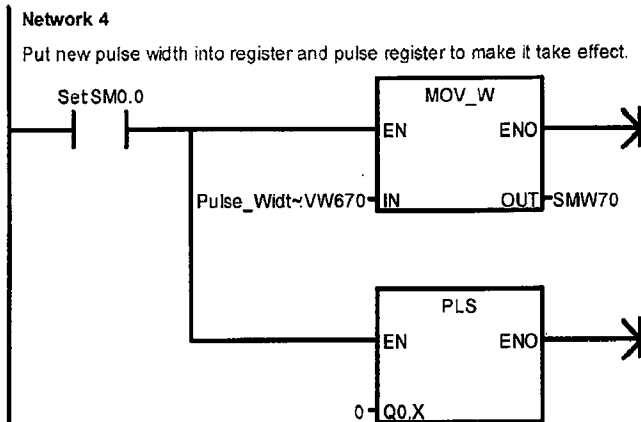 Network 4
Put new pulse width into register and pulse register to make it take effect.
SetSM0.0
MOV_W
EN ENO
Pulse_Widt~:VW670 IN OUT SMW70
PLS
EN ENO
0 Q0.X